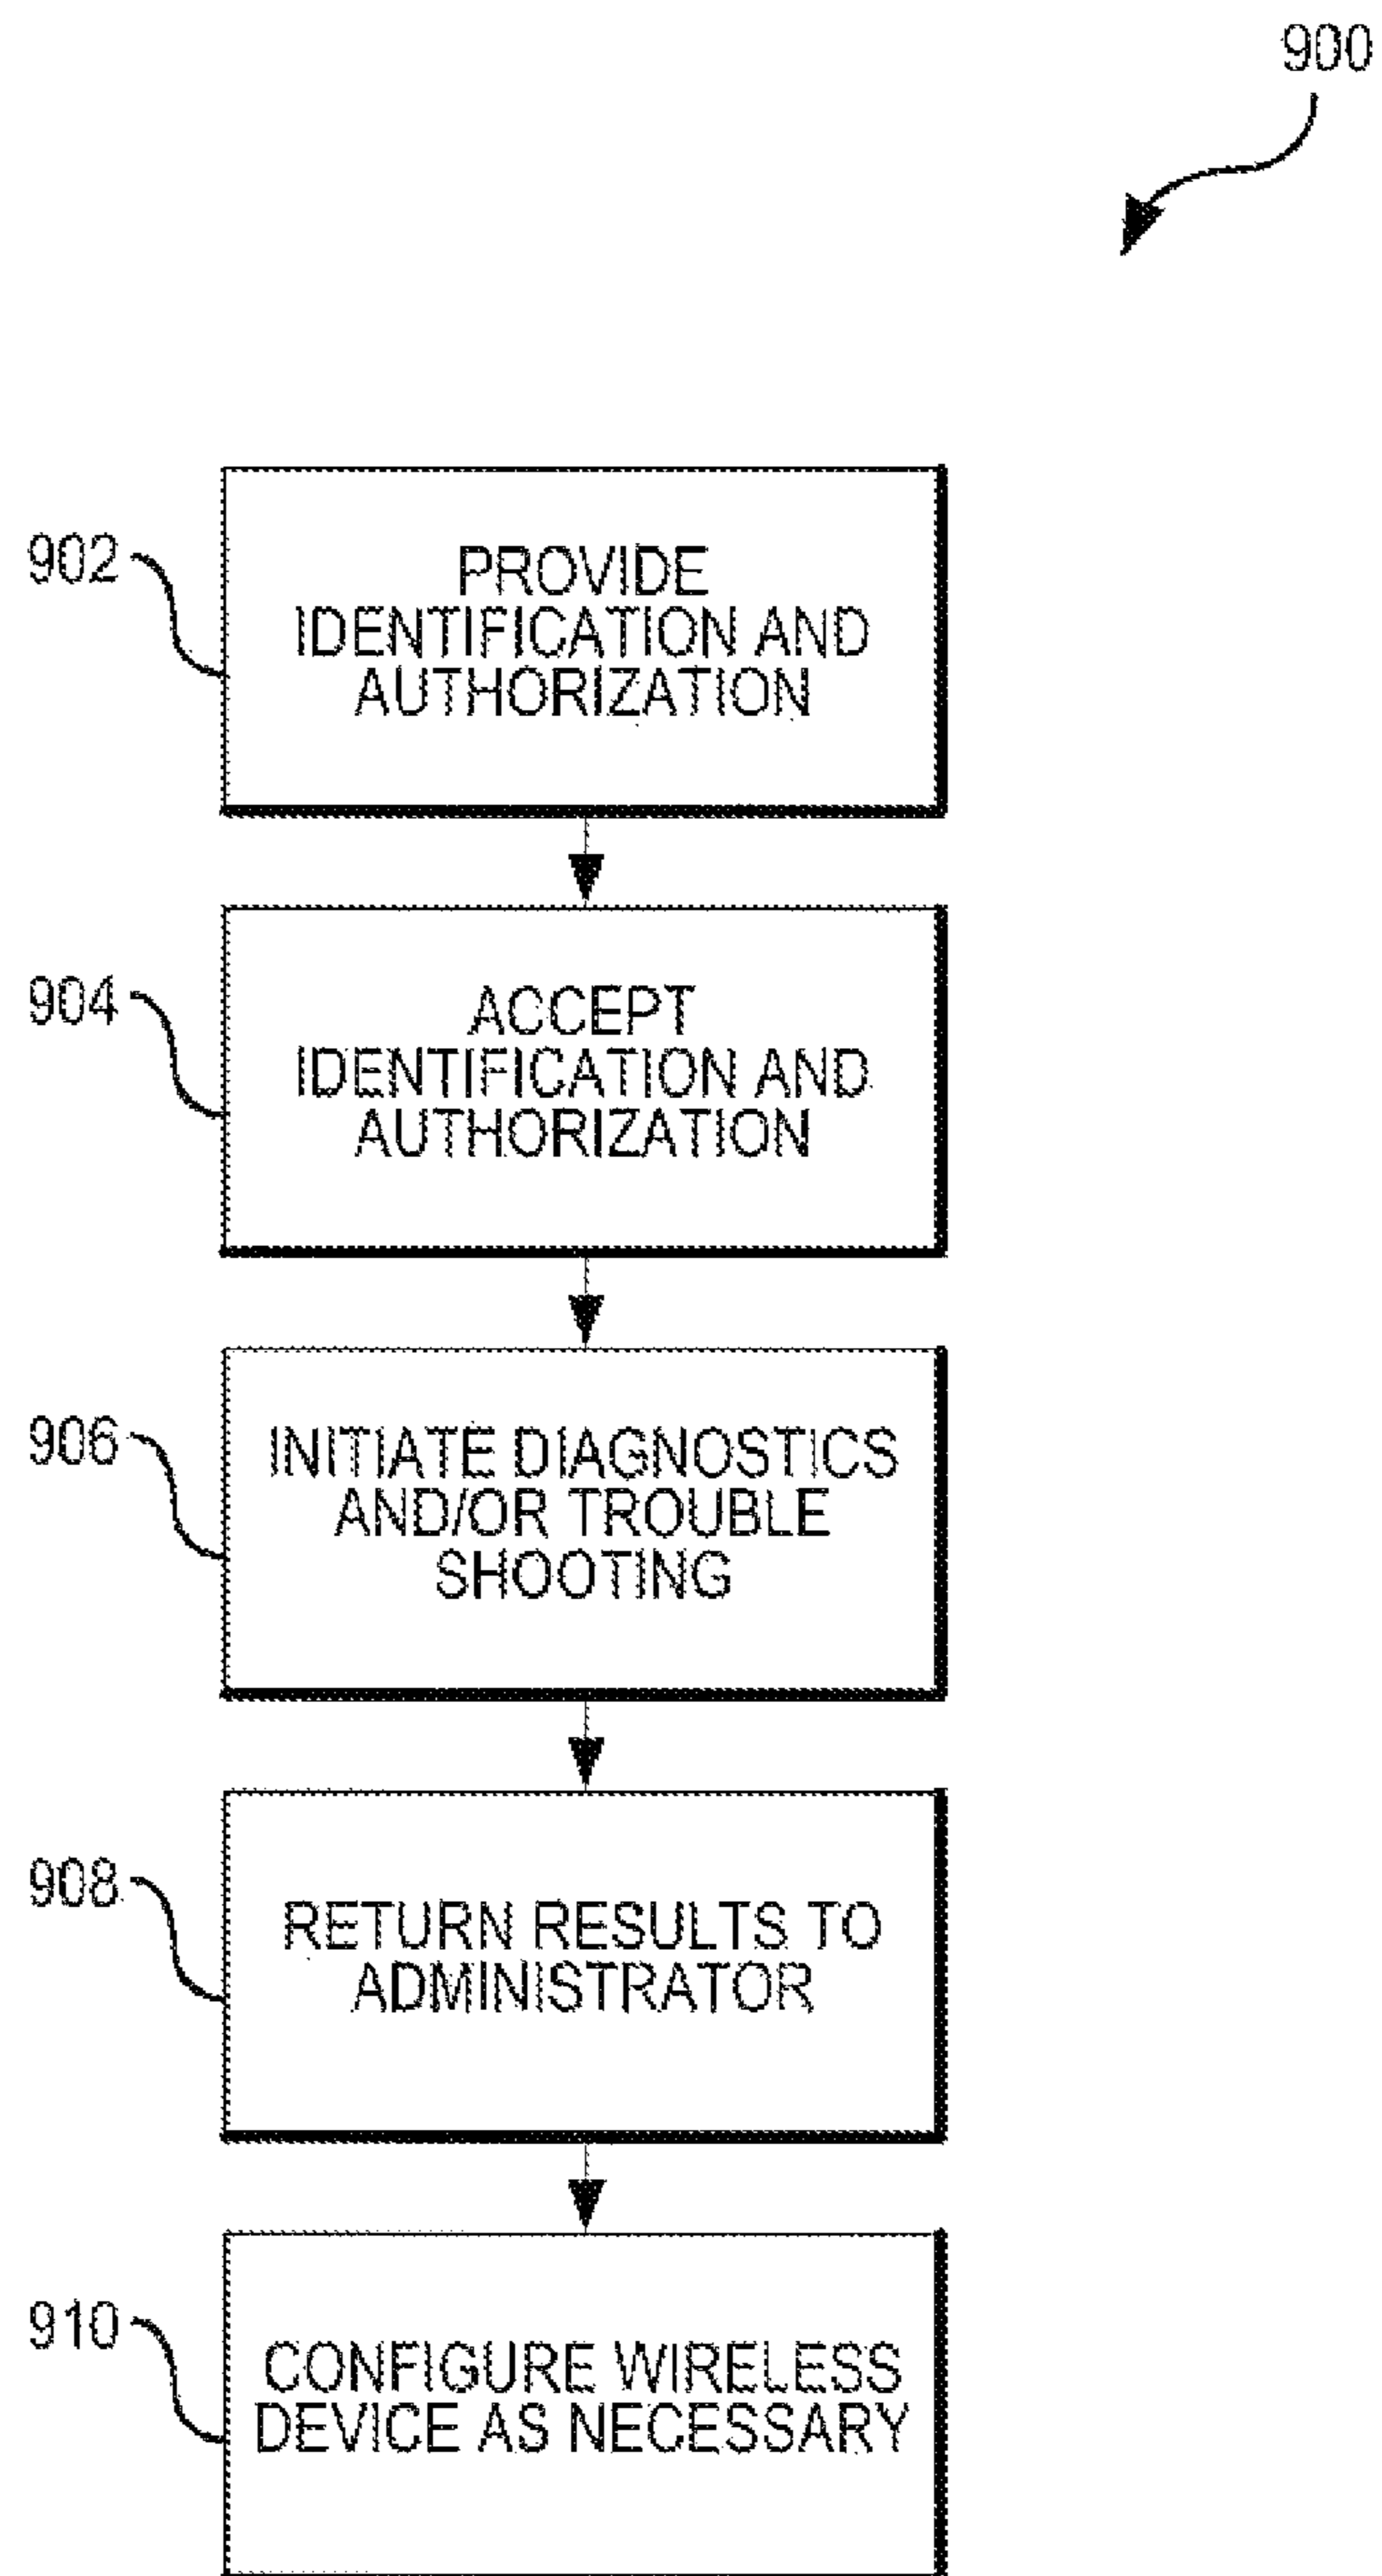 900
902
PROVIDE
IDENTIFICATION AND
AUTHORIZATION
904
ACCEPT
IDENTIFICATION AND
AUTHORIZATION
906
INITIATE DIAGNOSTICS
AND/OR TROUBLE
SHOOTING
908
RETURN RESULTS TO
ADMINISTRATOR
910
CONFIGURE WIRELESS
DEVICE AS NECESSARY